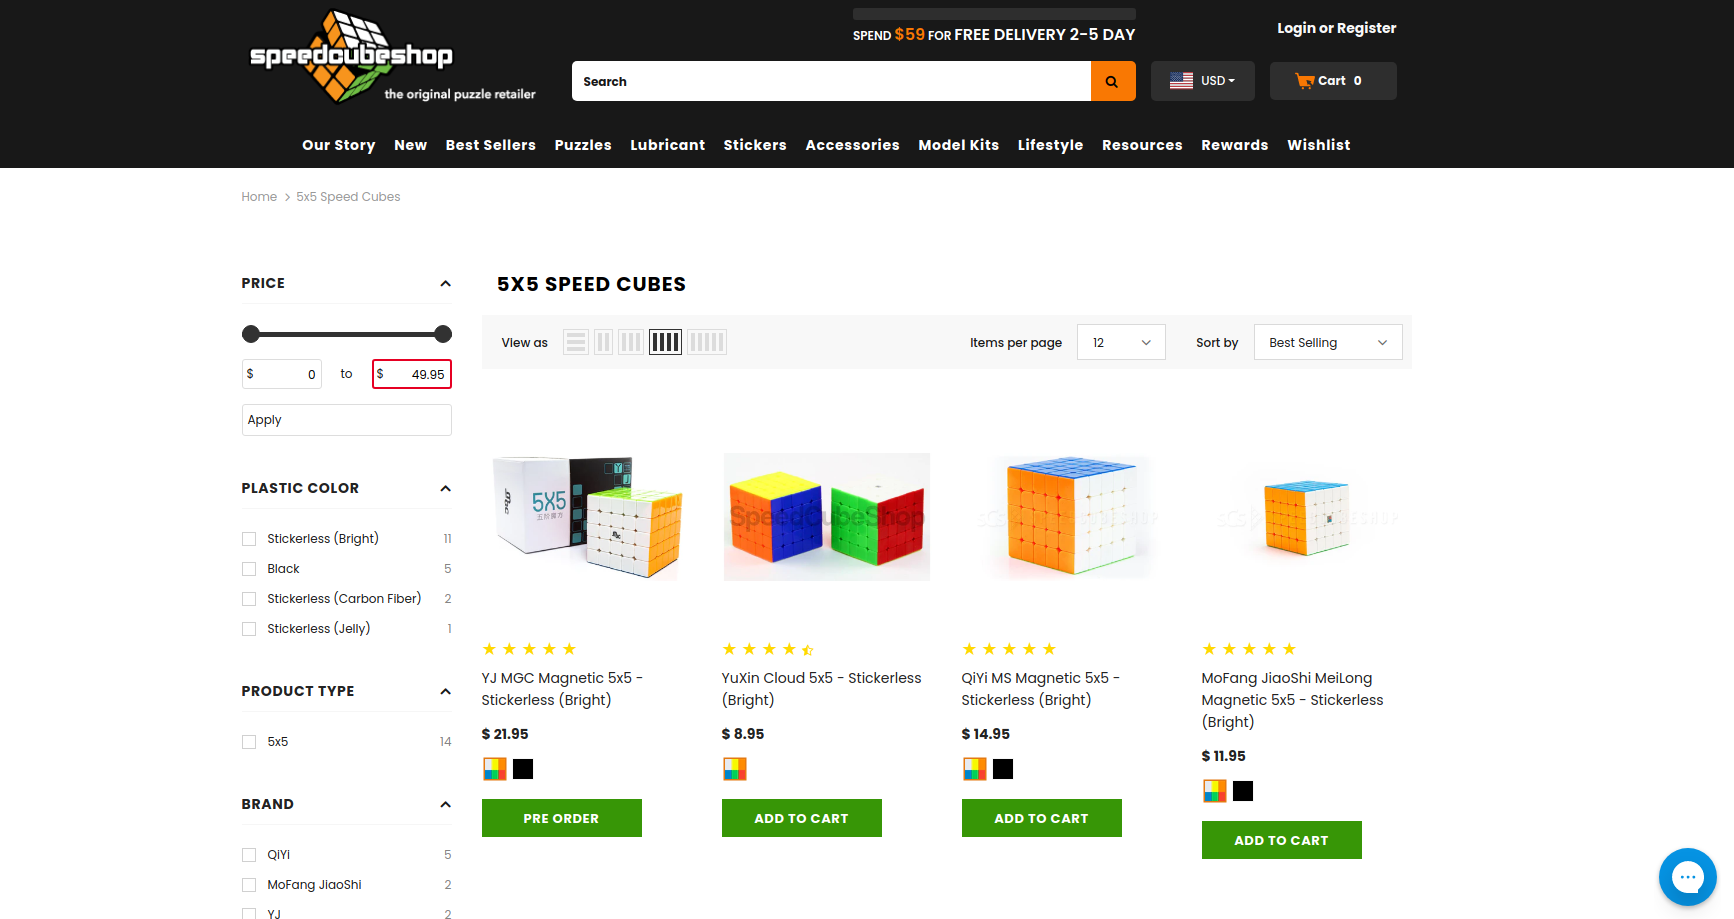 speedcubeshop
the original puzzle retailer
SPEND $59 FOR FREE DELIVERY 2-5 DAY
Login or Register
Search
USD
Cart 0
Our Story New Best Sellers Puzzles Lubricant Stickers Accessories Model Kits Lifestyle Resources Rewards Wishlist
Home > 5x5 Speed Cubes
PRICE
$ 0 to $ 49.95
Apply
PLASTIC COLOR
Stickerless (Bright) 11
Black 5
Stickerless (Carbon Fiber) 2
Stickerless (Jelly) 1
PRODUCT TYPE
5x5 14
BRAND
QiYi 5
MoFang JiaoShi 2
YJ 2
5X5 SPEED CUBES
View as
Items per page 12
Sort by Best Selling
5X5
五阶魔方
SpeedCubeShop
YJ MGC Magnetic 5x5 -
Stickerless (Bright)
$ 21.95
PRE ORDER
YuXin Cloud 5x5 - Stickerless
(Bright)
$ 8.95
ADD TO CART
QiYi MS Magnetic 5x5 -
Stickerless (Bright)
$ 14.95
ADD TO CART
MoFang JiaoShi MeiLong
Magnetic 5x5 - Stickerless
(Bright)
$ 11.95
ADD TO CART